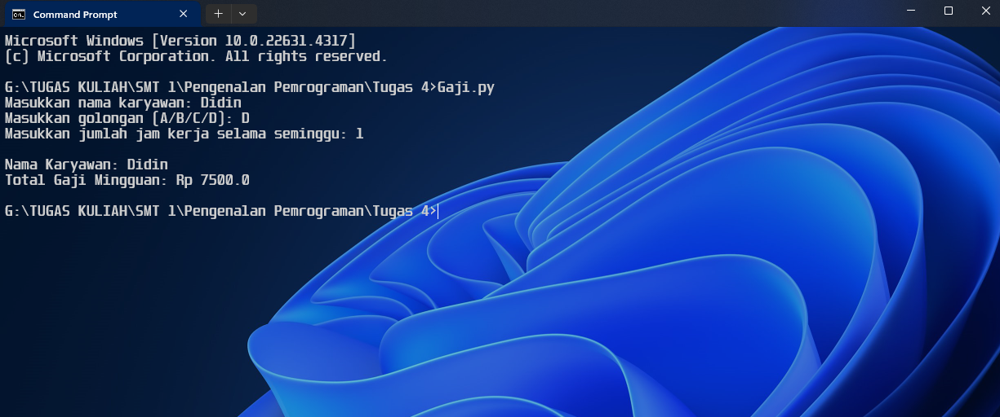 Command Prompt
Microsoft Windows [Version 10.0.22631.4317]
(c) Microsoft Corporation. All rights reserved.
G:\TUGAS KULIAH\SMT 1\Pengenalan Pemrograman\Tugas 4>Gaji.py
Masukkan nama karyawan: Didin
Masukkan golongan (A/B/C/D): D
Masukkan jumlah jam kerja selama seminggu: 1
Nama Karyawan: Didin
Total Gaji Mingguan: Rp 7500.0
G:\TUGAS KULIAH\SMT 1\Pengenalan Pemrograman\Tugas 4>